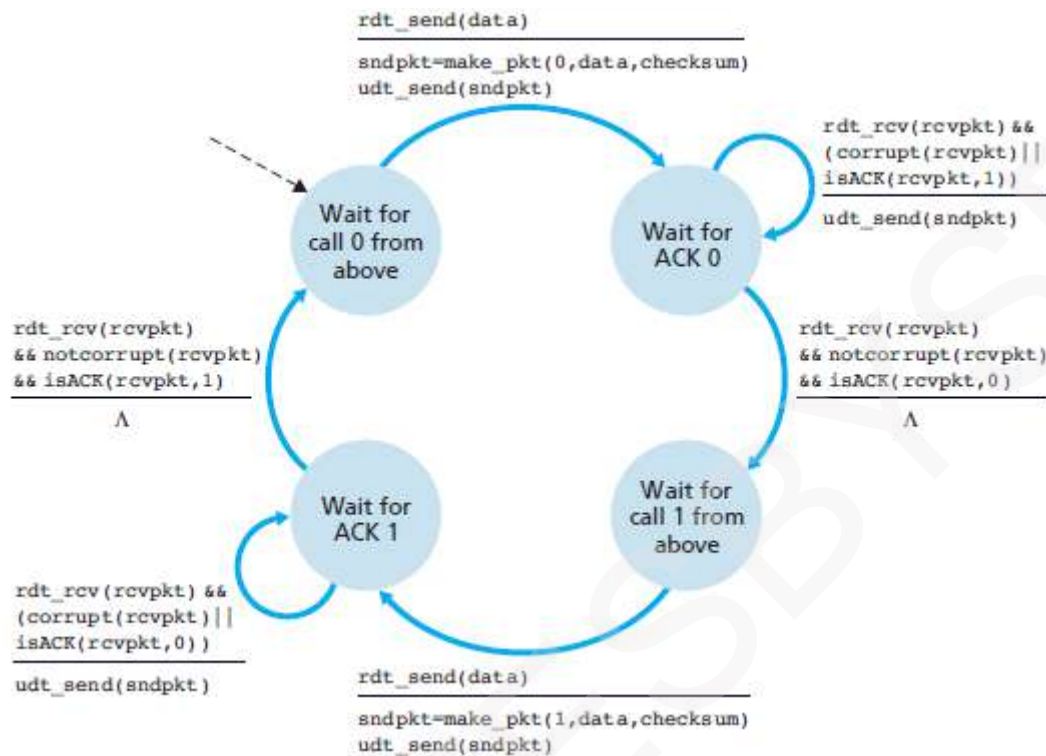 rdt_send(data)
sndpkt=make_pkt(0,data,checksum)
udt_send(sndpkt)
rdt_rcv(rcvpkt) &&
(corrupt(rcvpkt)||
isACK(rcvpkt,1))
udt_send(sndpkt)
Wait for
call 0 from
above
Wait for
ACK 0
rdt_rcv(rcvpkt)
&& notcorrupt(rcvpkt)
&& isACK(rcvpkt,1)
Λ
rdt_rcv(rcvpkt)
&& notcorrupt(rcvpkt)
&& isACK(rcvpkt,0)
Λ
Wait for
ACK 1
Wait for
call 1 from
above
rdt_rcv(rcvpkt) &&
(corrupt(rcvpkt)||
isACK(rcvpkt,0))
udt_send(sndpkt)
rdt_send(data)
sndpkt=make_pkt(1,data,checksum)
udt_send(sndpkt)